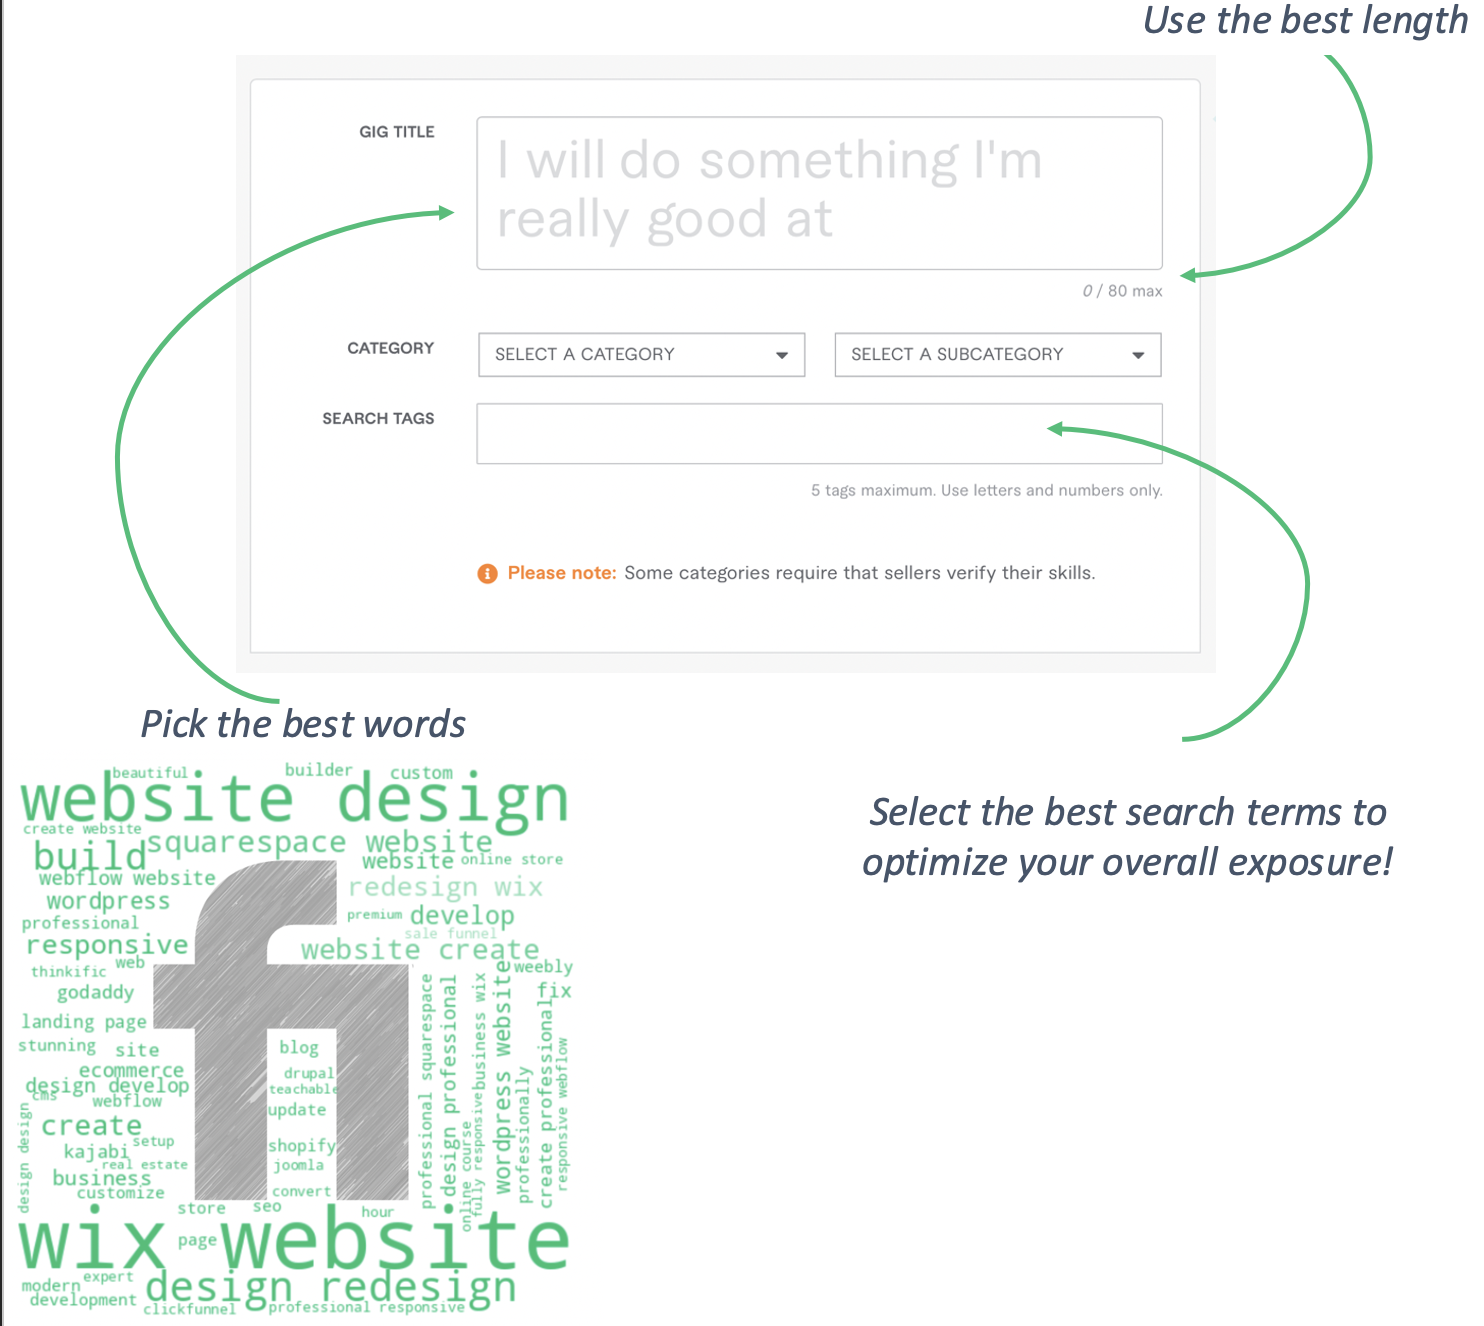 Use the best length
GIG TITLE
I will do something I'm
really good at
0 / 80 max
CATEGORY
SELECT A CATEGORY
SELECT A SUBCATEGORY
SEARCH TAGS
5 tags maximum. Use letters and numbers only.
Please note: Some categories require that sellers verify their skills.
Pick the best words
Select the best search terms to
optimize your overall exposure!
beautiful
builder
custom
website design
create website
squarespace website
build
website
online store
webflow website
redesign wix
wordpress
premium
develop
professional
sale funnel
responsive
website create
thinkific
web
weebly
godaddy
fix
landing page
stunning
site
blog
ecommerce
drupal
design develop
teachable
cms
webflow
update
create
setup
shopify
kajabi
joomla
real estate
business
convert
customize
design design
professional squarespace
design professional
online course
fully responsive
business wix
wordpress website
professionally
create professional
responsive webflow
store
seo
hour
wix website
page
expert
modern
design redesign
development
clickfunnel
professional responsive
fi